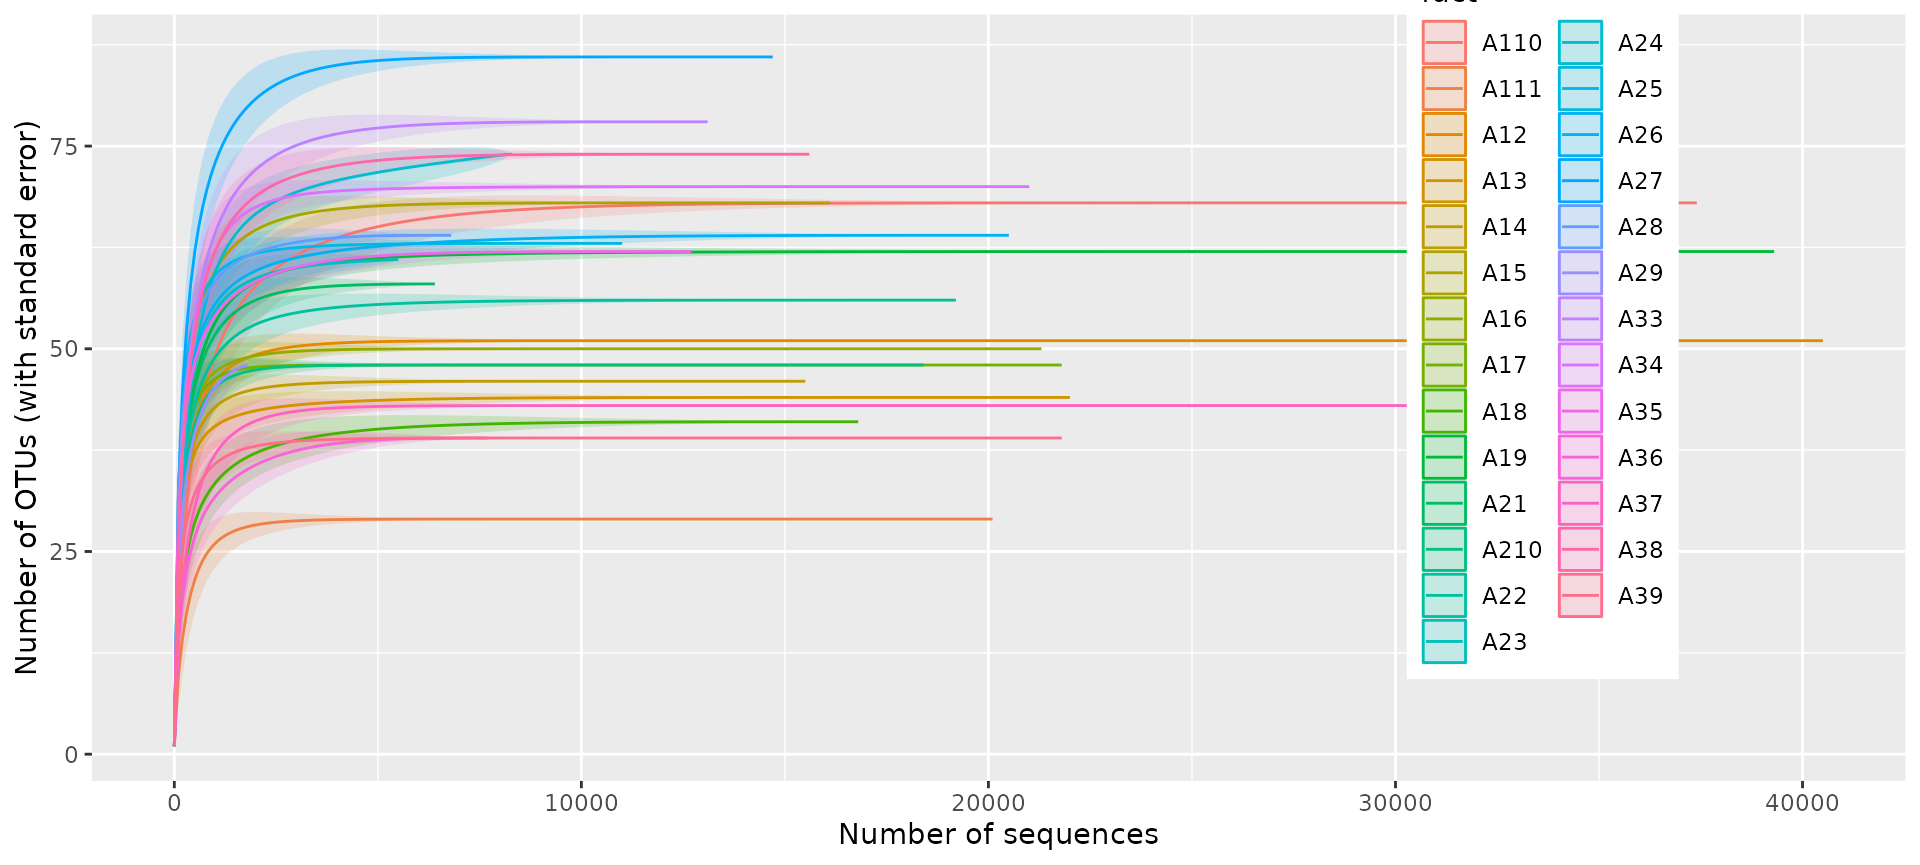 A110 A24
A111 A25
A12 A26
A13 A27
A14 A28
A15 A29
A16 A33
A17 A34
A18 A35
A19 A36
A21 A37
A210 A38
A22 A39
A23
Number of OTUs (with standard error)
75
50
25
0
0 10000 20000 30000 40000
Number of sequences